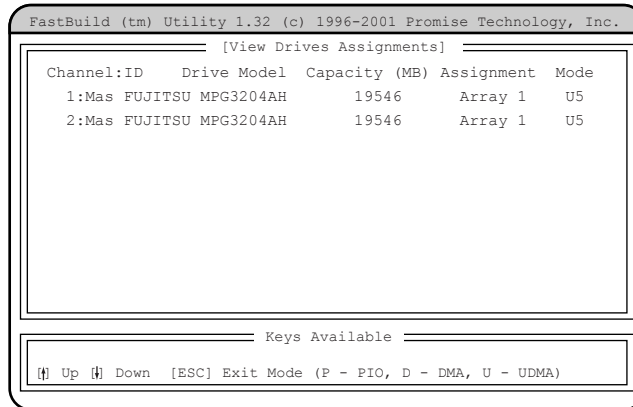 FastBuild (tm) Utility 1.32 (c) 1996-2001 Promise Technology, Inc.
[View Drives Assignments]
Channel:ID Drive Model Capacity (MB) Assignment Mode
1:Mas FUJITSU MPG3204AH 19546 Array 1 U5
2:Mas FUJITSU MPG3204AH 19546 Array 1 U5
Keys Available
[↑] Up [↓] Down [ESC] Exit Mode (P - PIO, D - DMA, U - UDMA)